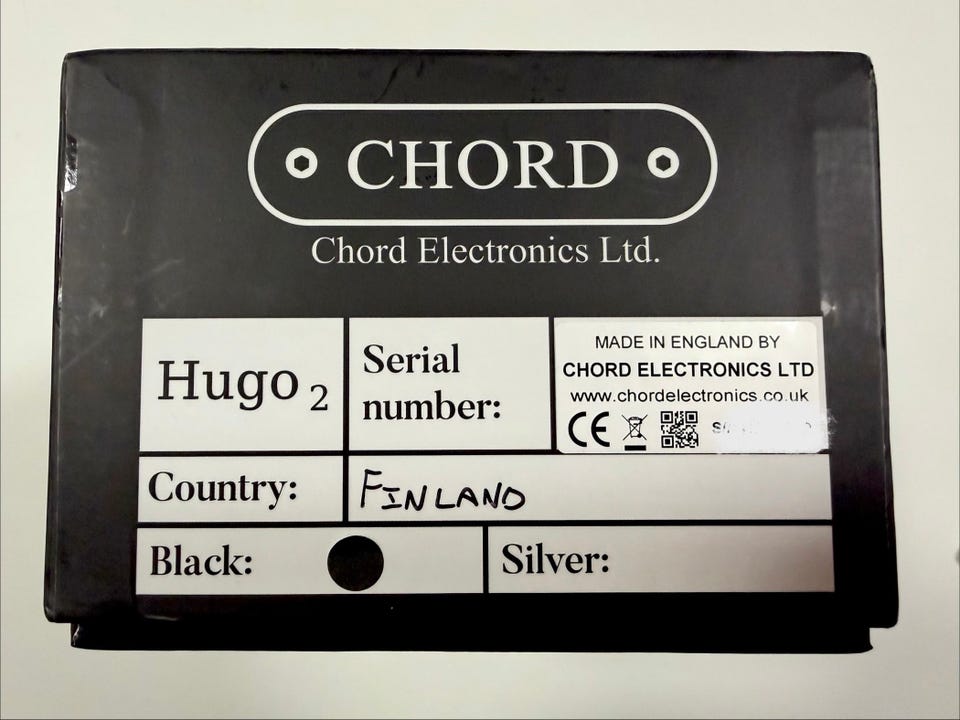 CHORD
Chord Electronics Ltd.
Hugo 2
Serial
number:
MADE IN ENGLAND BY
CHORD ELECTRONICS LTD
www.chordelectronics.co.uk
CE
Country:
FINLAND
Black:
Silver: